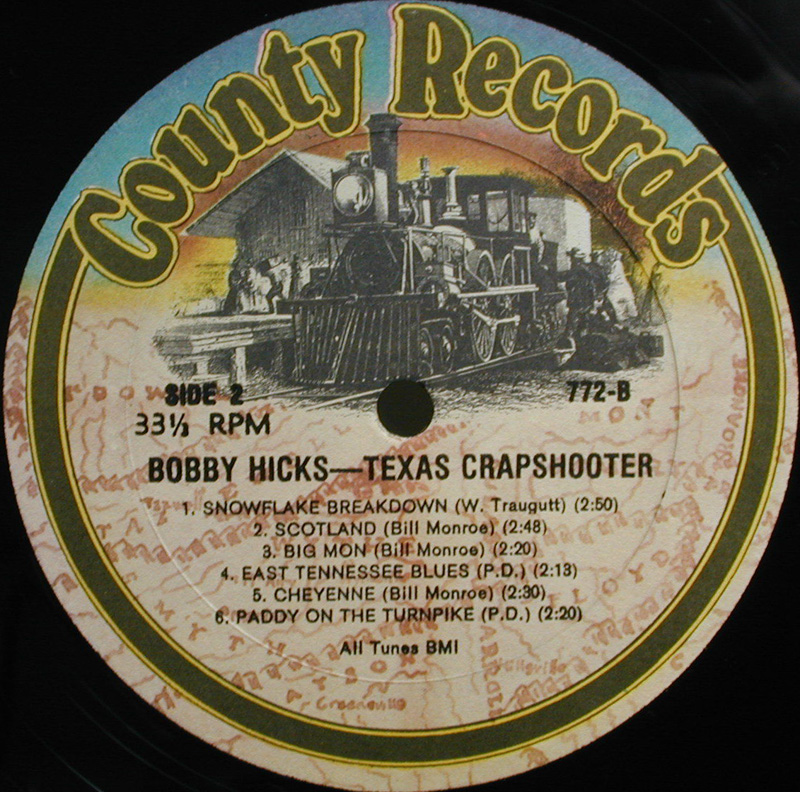 County Records
SIDE 2
772-B
33⅓ RPM
BOBBY HICKS—TEXAS CRAPSHOOTER
1. SNOWFLAKE BREAKDOWN (W. Traugutt) (2:50)
2. SCOTLAND (Bill Monroe) (2:48)
3. BIG MON (Bill Monroe) (2:20)
4. EAST TENNESSEE BLUES (P.D.) (2:13)
5. CHEYENNE (Bill Monroe) (2:30)
6. PADDY ON THE TURNPIKE (P.D.) (2:20)
All Tunes BMI
Hillsville
Greeneville